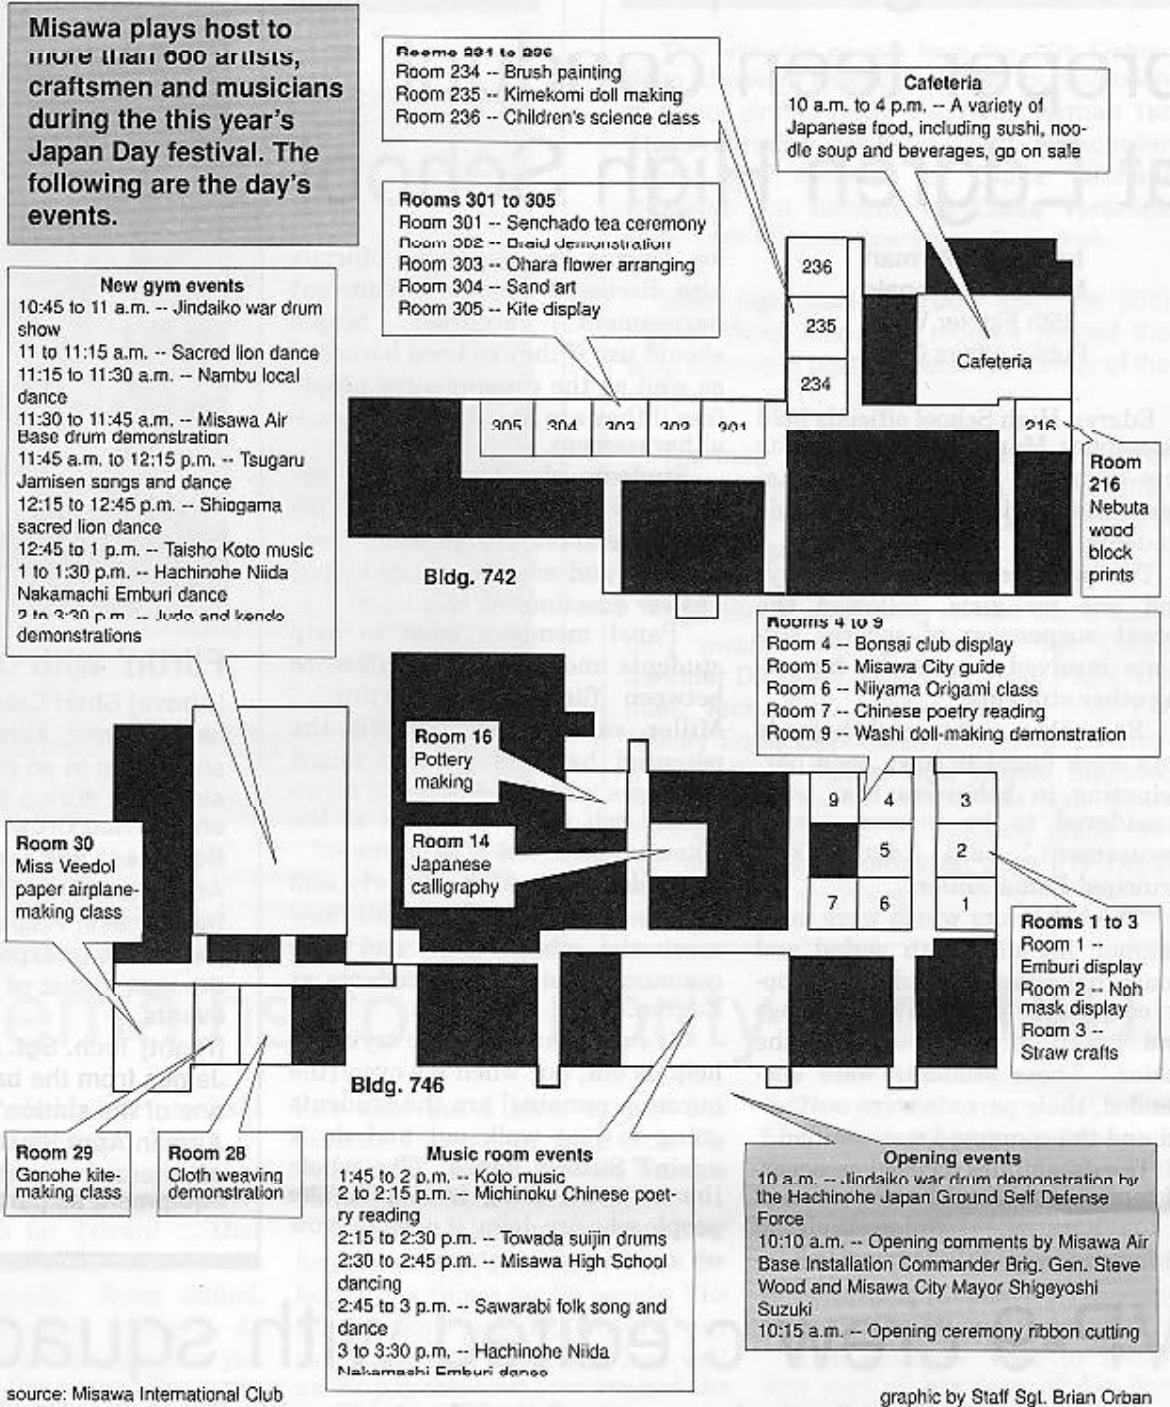 Misawa plays host to
more than 600 artists,
craftsmen and musicians
during the this year's
Japan Day festival. The
following are the day's
events.
Rooms 234 to 236
Room 234 -- Brush painting
Room 235 -- Kimekomi doll making
Room 236 -- Children's science class
Cafeteria
10 a.m. to 4 p.m. -- A variety of
Japanese food, including sushi, noo-
dle soup and beverages, go on sale
Rooms 301 to 305
Room 301 -- Senchado tea ceremony
Room 302 -- Braid demonstration
Room 303 -- Ohara flower arranging
Room 304 -- Sand art
Room 305 -- Kite display
New gym events
10:45 to 11 a.m. -- Jindaiko war drum
show
11 to 11:15 a.m. -- Sacred lion dance
11:15 to 11:30 a.m. -- Nambu local
dance
11:30 to 11:45 a.m. -- Misawa Air
Base drum demonstration
11:45 a.m. to 12:15 p.m. -- Tsugaru
Jamisen songs and dance
12:15 to 12:45 p.m. -- Shiogama
sacred lion dance
12:45 to 1 p.m. -- Taisho Koto music
1 to 1:30 p.m. -- Hachinohe Niida
Nakamachi Emburi dance
2 to 3:30 p.m. -- Judo and kendo
demonstrations
236
235
234
Cafeteria
305 304 303 302 301
216
Room
216
Nebuta
wood
block
prints
Bldg. 742
Rooms 4 to 9
Room 4 -- Bonsai club display
Room 5 -- Misawa City guide
Room 6 -- Niiyama Origami class
Room 7 -- Chinese poetry reading
Room 9 -- Washi doll-making demonstration
Room 16
Pottery
making
Room 14
Japanese
calligraphy
9 4 3
5 2
7 6 1
Room 30
Miss Veedol
paper airplane-
making class
Rooms 1 to 3
Room 1 --
Emburi display
Room 2 -- Noh
mask display
Room 3 --
Straw crafts
Bldg. 746
Room 29
Gonohe kite-
making class
Room 28
Cloth weaving
demonstration
Music room events
1:45 to 2 p.m. -- Koto music
2 to 2:15 p.m. -- Michinoku Chinese poet-
ry reading
2:15 to 2:30 p.m. -- Towada suijin drums
2:30 to 2:45 p.m. -- Misawa High School
dancing
2:45 to 3 p.m. -- Sawarabi folk song and
dance
3 to 3:30 p.m. -- Hachinohe Niida
Nakamachi Emburi dance
Opening events
10 a.m. -- Jindaiko war drum demonstration by
the Hachinohe Japan Ground Self Defense
Force
10:10 a.m. -- Opening comments by Misawa Air
Base Installation Commander Brig. Gen. Steve
Wood and Misawa City Mayor Shigeyoshi
Suzuki
10:15 a.m. -- Opening ceremony ribbon cutting
source: Misawa International Club
graphic by Staff Sgt. Brian Orban